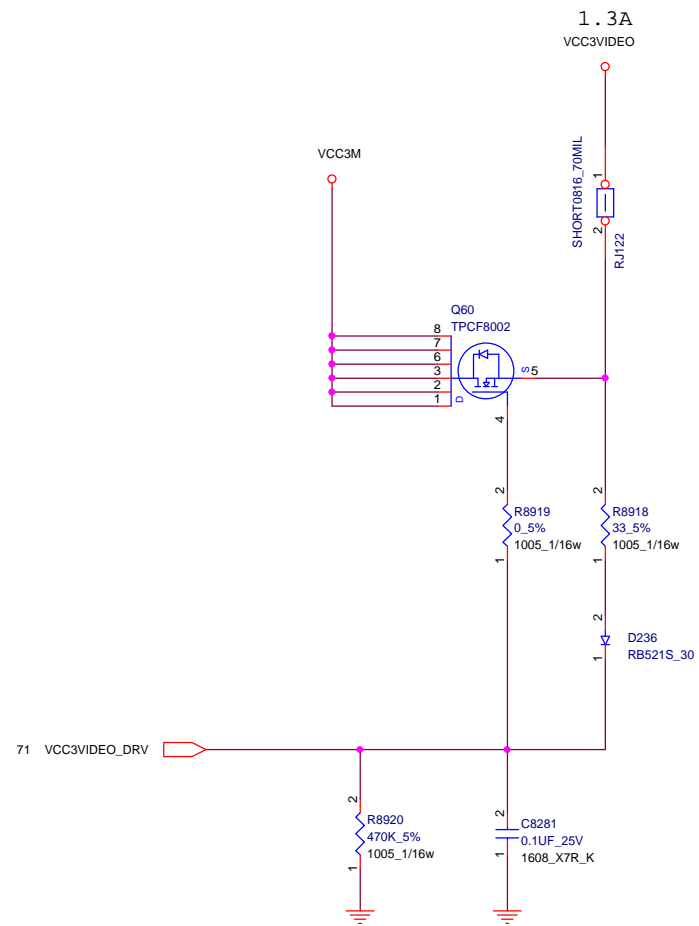 1.3A
VCC3VIDEO
VCC3M
SHORT0816_70MIL
1
2
RJ122
Q60
TPCF8002
8
7
6
3
2
1
D
S
5
4
2
R8919
0_5%
1005_1/16w
1
2
R8918
33_5%
1005_1/16w
1
2
D236
RB521S_30
1
71 VCC3VIDEO_DRV
2
R8920
470K_5%
1005_1/16w
1
2
C8281
0.1UF_25V
1608_X7R_K
1